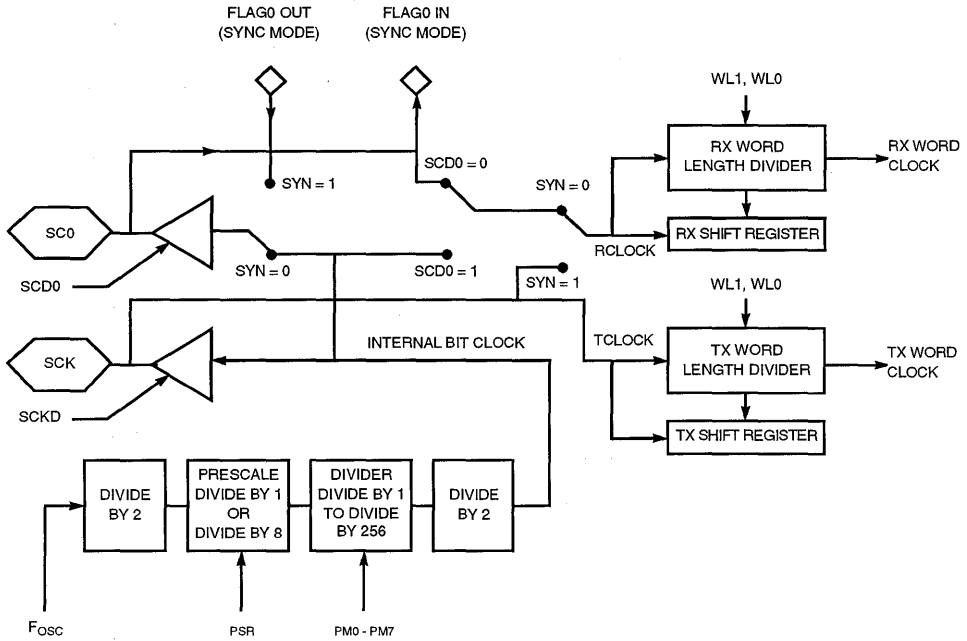 FLAG0 OUT
(SYNC MODE)
FLAG0 IN
(SYNC MODE)
WL1, WL0
RX WORD
LENGTH DIVIDER
RX WORD
CLOCK
SCD0 = 0
SYN = 1
SYN = 0
SC0
RCLOCK
RX SHIFT REGISTER
SYN = 0
SCD0 = 1
SCD0
SYN = 1
WL1, WL0
INTERNAL BIT CLOCK
TCLOCK
SCK
TX WORD
LENGTH DIVIDER
TX WORD
CLOCK
SCKD
TX SHIFT REGISTER
DIVIDE
BY 2
PRESCALE
DIVIDE BY 1
OR
DIVIDE BY 8
DIVIDER
DIVIDE BY 1
TO DIVIDE
BY 256
DIVIDE
BY 2
FOSC
PSR
PM0 - PM7